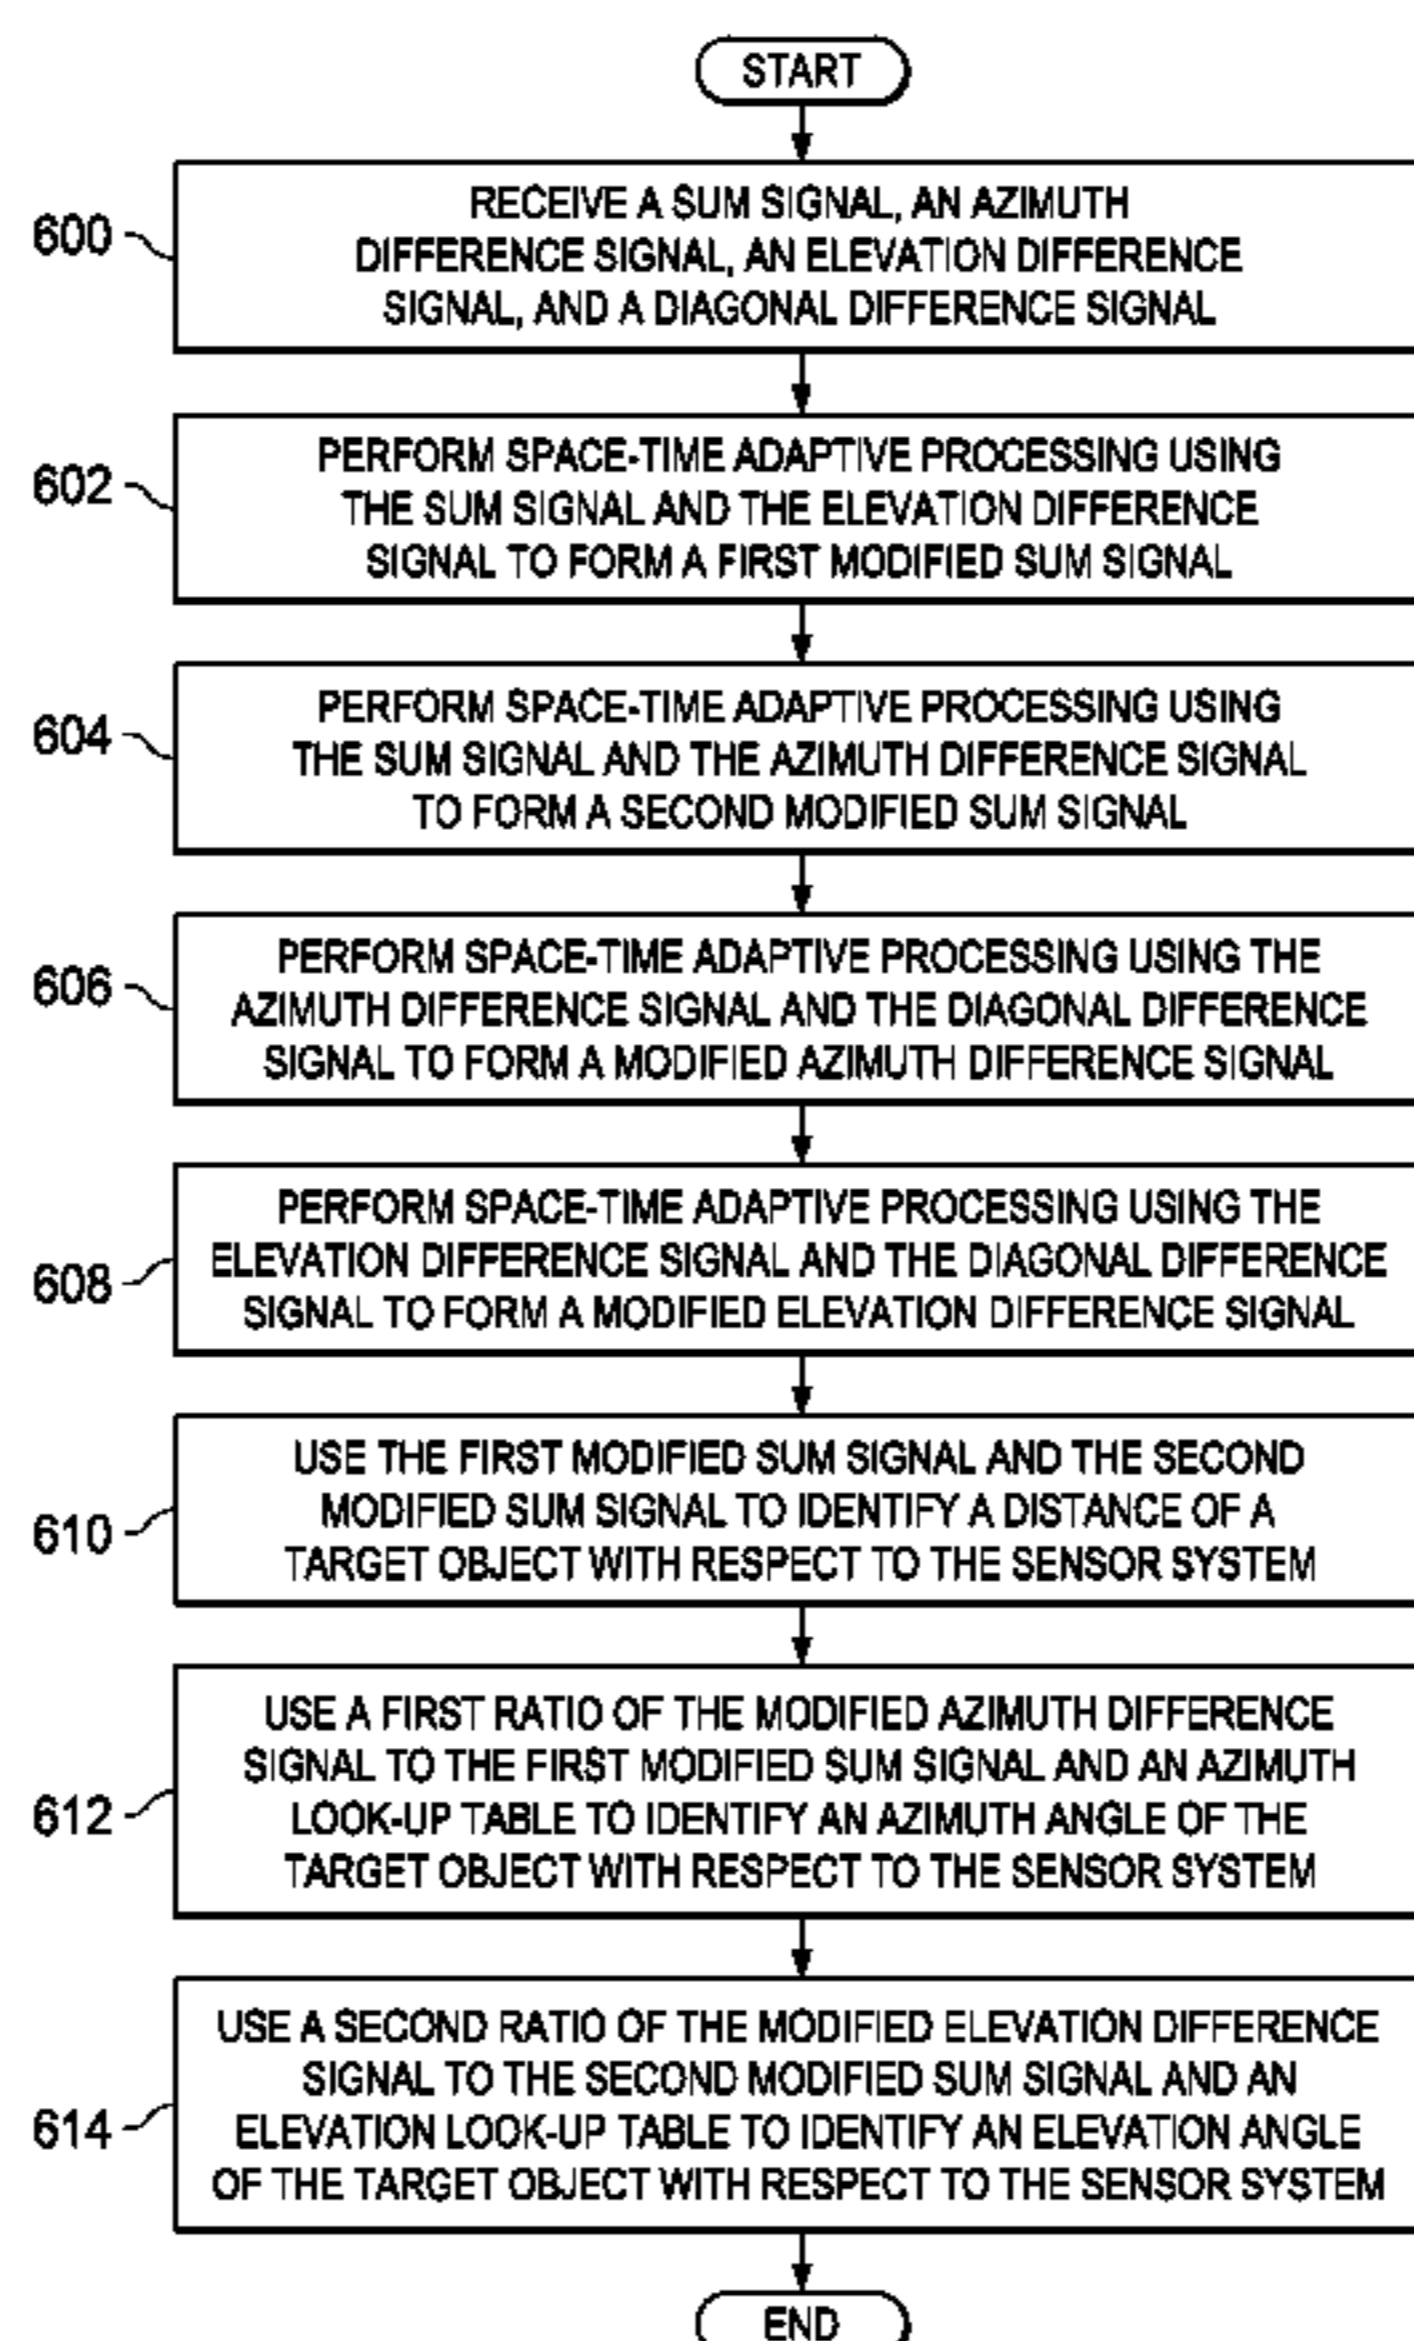 START
600
RECEIVE A SUM SIGNAL, AN AZIMUTH
DIFFERENCE SIGNAL, AN ELEVATION DIFFERENCE
SIGNAL, AND A DIAGONAL DIFFERENCE SIGNAL
602
PERFORM SPACE-TIME ADAPTIVE PROCESSING USING
THE SUM SIGNAL AND THE ELEVATION DIFFERENCE
SIGNAL TO FORM A FIRST MODIFIED SUM SIGNAL
604
PERFORM SPACE-TIME ADAPTIVE PROCESSING USING
THE SUM SIGNAL AND THE AZIMUTH DIFFERENCE SIGNAL
TO FORM A SECOND MODIFIED SUM SIGNAL
606
PERFORM SPACE-TIME ADAPTIVE PROCESSING USING THE
AZIMUTH DIFFERENCE SIGNAL AND THE DIAGONAL DIFFERENCE
SIGNAL TO FORM A MODIFIED AZIMUTH DIFFERENCE SIGNAL
608
PERFORM SPACE-TIME ADAPTIVE PROCESSING USING THE
ELEVATION DIFFERENCE SIGNAL AND THE DIAGONAL DIFFERENCE
SIGNAL TO FORM A MODIFIED ELEVATION DIFFERENCE SIGNAL
610
USE THE FIRST MODIFIED SUM SIGNAL AND THE SECOND
MODIFIED SUM SIGNAL TO IDENTIFY A DISTANCE OF A
TARGET OBJECT WITH RESPECT TO THE SENSOR SYSTEM
612
USE A FIRST RATIO OF THE MODIFIED AZIMUTH DIFFERENCE
SIGNAL TO THE FIRST MODIFIED SUM SIGNAL AND AN AZIMUTH
LOOK-UP TABLE TO IDENTIFY AN AZIMUTH ANGLE OF THE
TARGET OBJECT WITH RESPECT TO THE SENSOR SYSTEM
614
USE A SECOND RATIO OF THE MODIFIED ELEVATION DIFFERENCE
SIGNAL TO THE SECOND MODIFIED SUM SIGNAL AND AN
ELEVATION LOOK-UP TABLE TO IDENTIFY AN ELEVATION ANGLE
OF THE TARGET OBJECT WITH RESPECT TO THE SENSOR SYSTEM
END